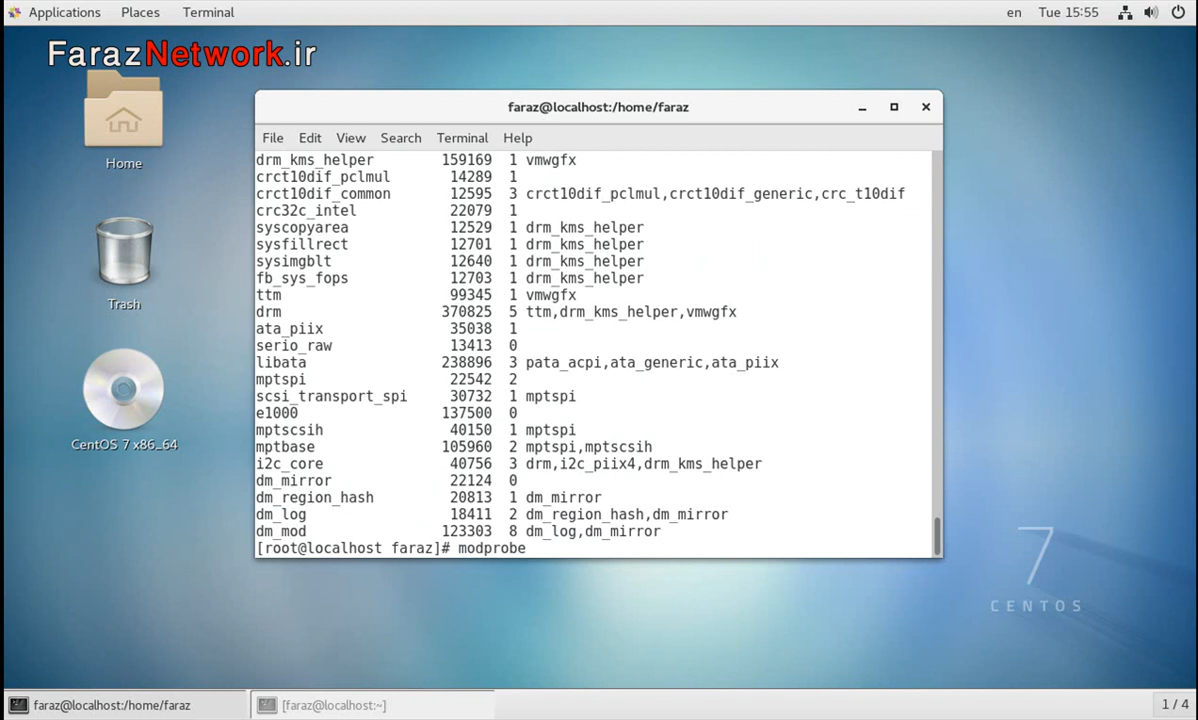 Applications Places Terminal en Tue 15:55
FarazNetwork.ir
Home
Trash
CentOS 7 x86_64
faraz@localhost:/home/faraz
File Edit View Search Terminal Help
drm_kms_helper 159169 1 vmwgfx
crct10dif_pclmul 14289 1
crct10dif_common 12595 3 crct10dif_pclmul,crct10dif_generic,crc_t10dif
crc32c_intel 22079 1
syscopyarea 12529 1 drm_kms_helper
sysfillrect 12701 1 drm_kms_helper
sysimgblt 12640 1 drm_kms_helper
fb_sys_fops 12703 1 drm_kms_helper
ttm 99345 1 vmwgfx
drm 370825 5 ttm,drm_kms_helper,vmwgfx
ata_piix 35038 1
serio_raw 13413 0
libata 238896 3 pata_acpi,ata_generic,ata_piix
mptspi 22542 2
scsi_transport_spi 30732 1 mptspi
e1000 137500 0
mptscsih 40150 1 mptspi
mptbase 105960 2 mptspi,mptscsih
i2c_core 40756 3 drm,i2c_piix4,drm_kms_helper
dm_mirror 22124 0
dm_region_hash 20813 1 dm_mirror
dm_log 18411 2 dm_region_hash,dm_mirror
dm_mod 123303 8 dm_log,dm_mirror
[root@localhost faraz]# modprobe
7
CENTOS
faraz@localhost:/home/faraz [faraz@localhost:~] 1 / 4